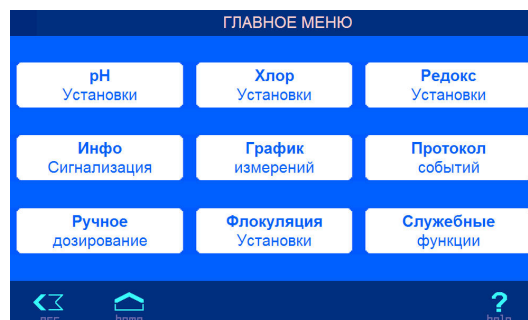 ГЛАВНОЕ МЕНЮ
pH Хлор Редокс
Установки Установки Установки
Инфо График Протокол
Сигнализация измерений событий
Ручное Флокуляция Служебные
дозирование Установки функции
?